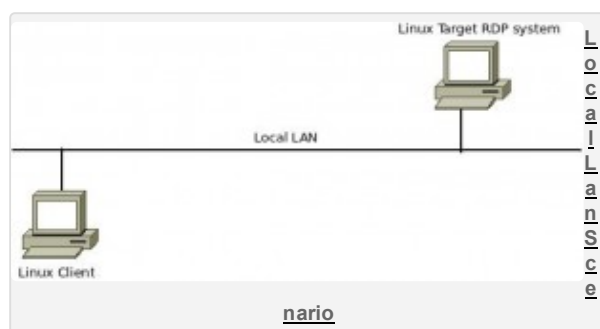 Linux Target RDP system
Local LAN
Linux Client
L
o
c
a
l
L
a
n
S
c
e
nario